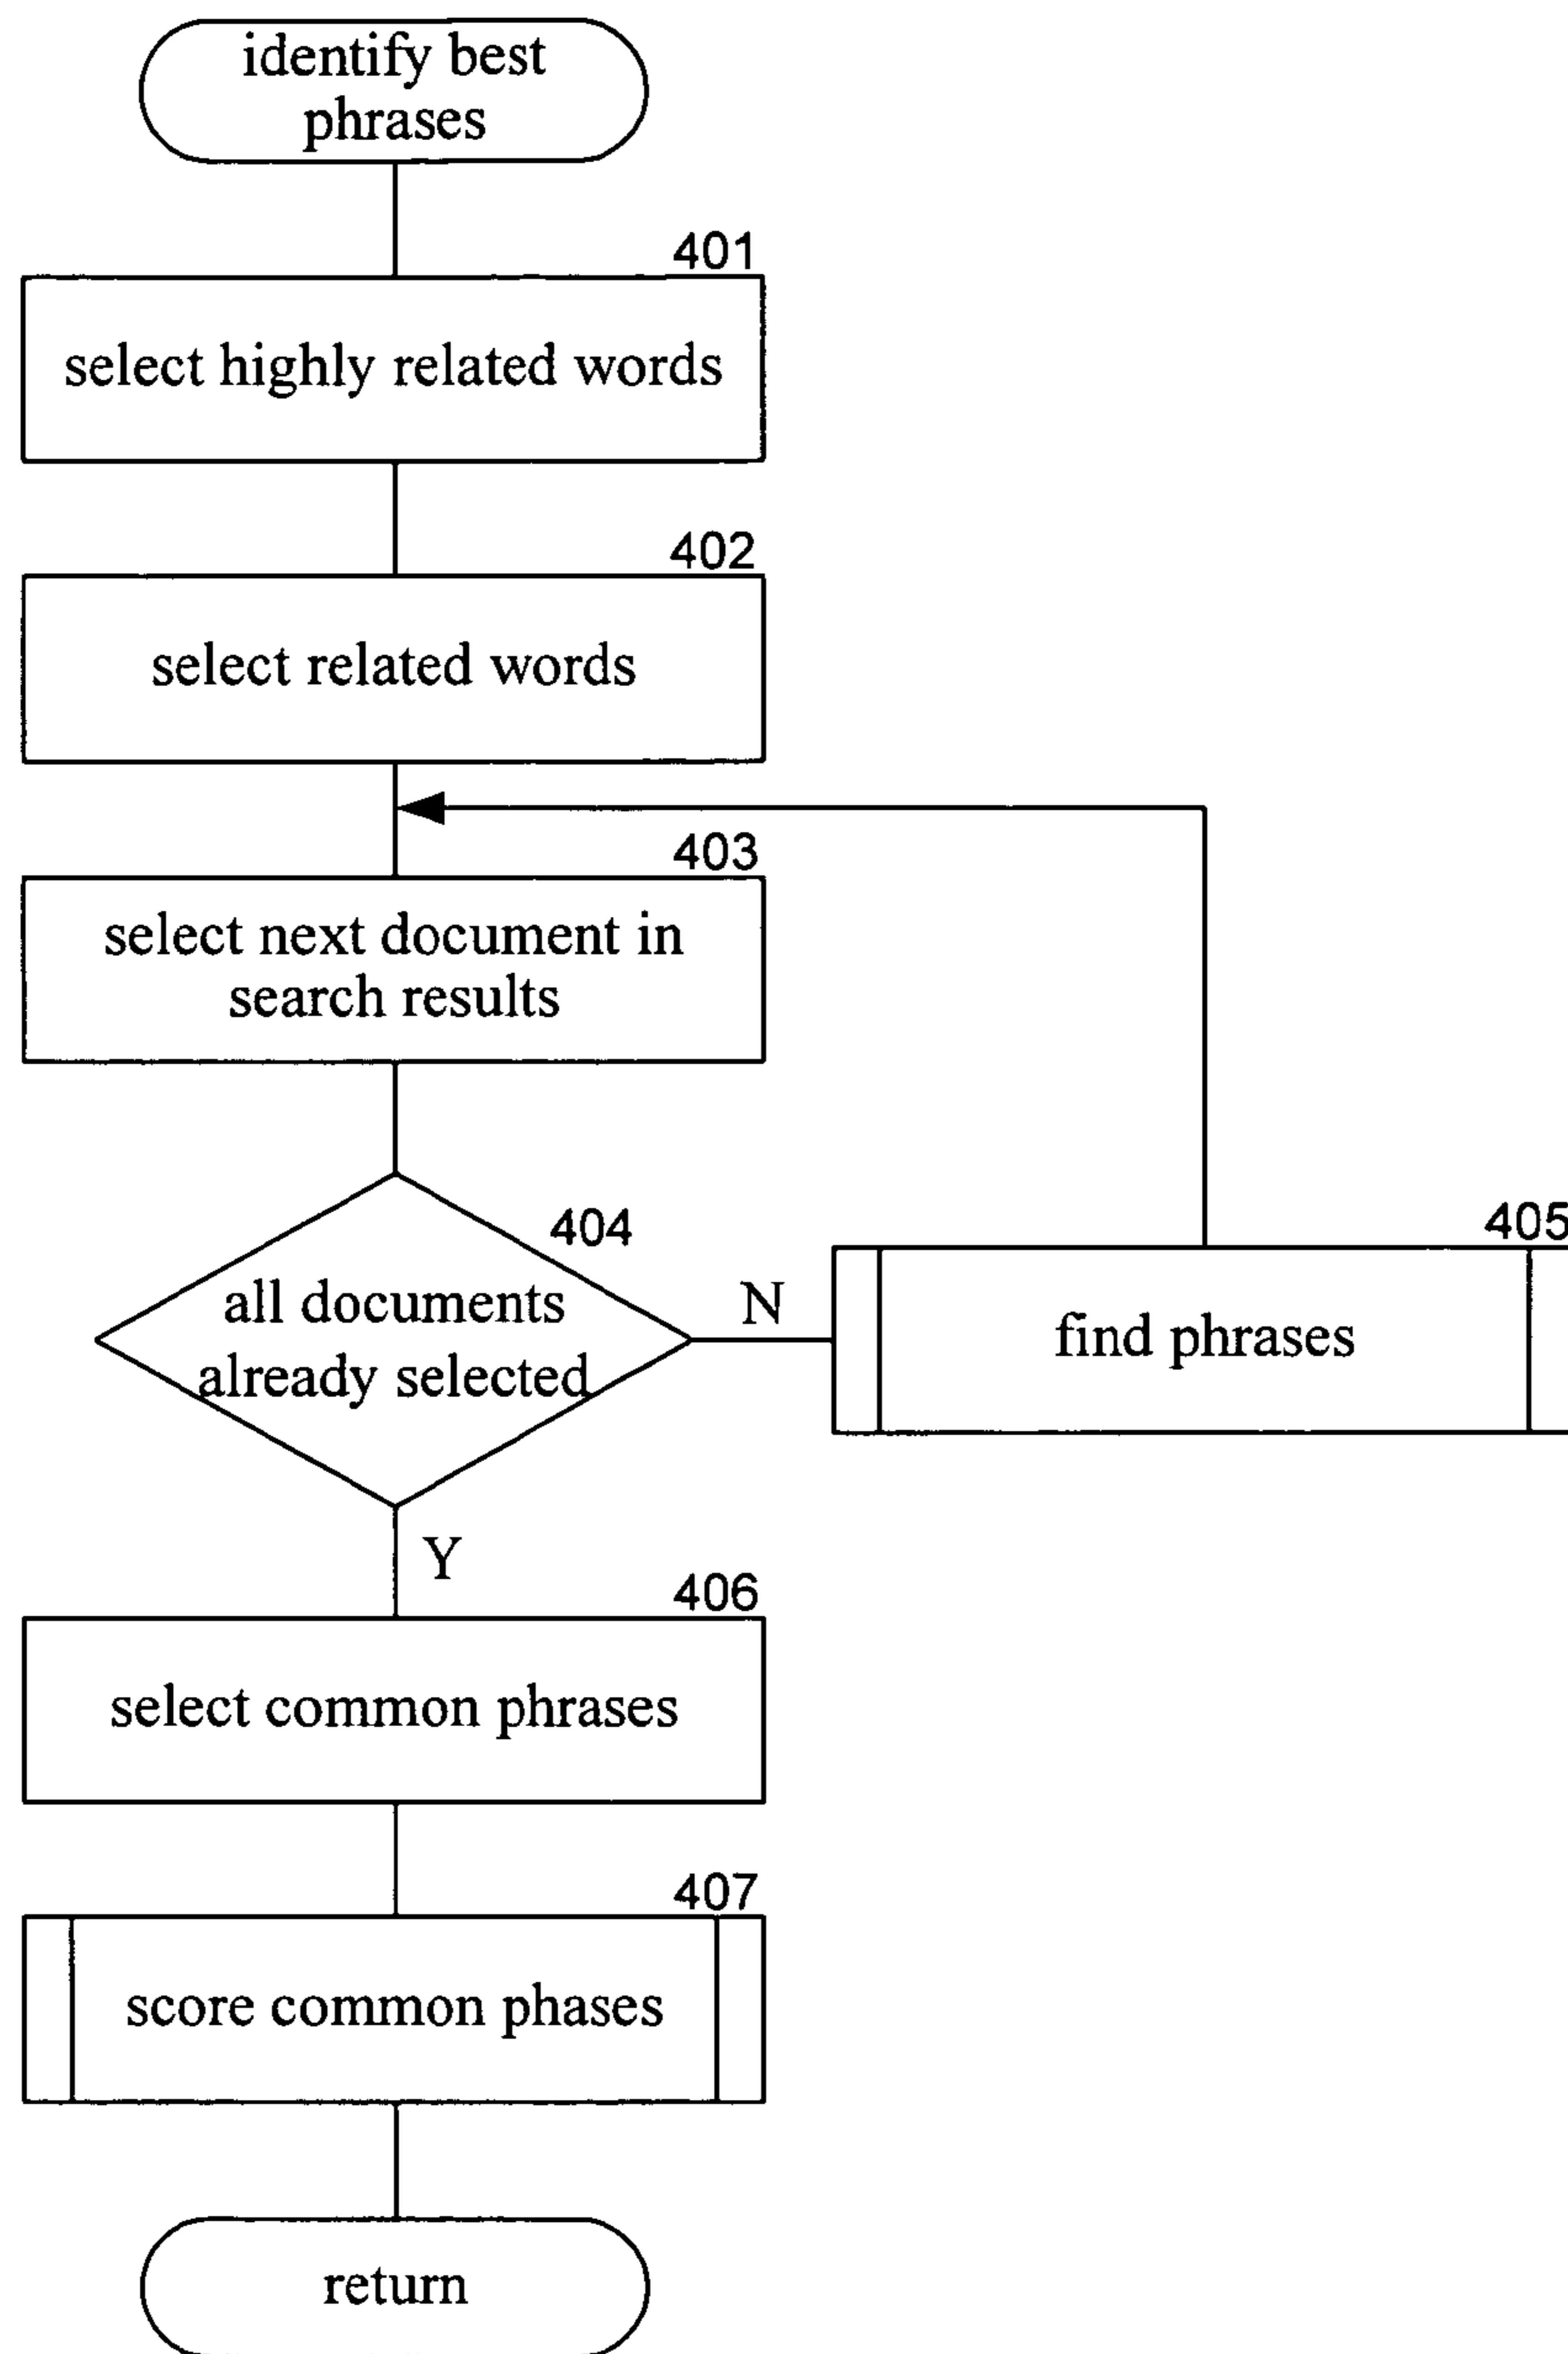 identify best
phrases
401
select highly related words
402
select related words
403
select next document in
search results
404
all documents
already selected
N
405
find phrases
Y
406
select common phrases
407
score common phases
return